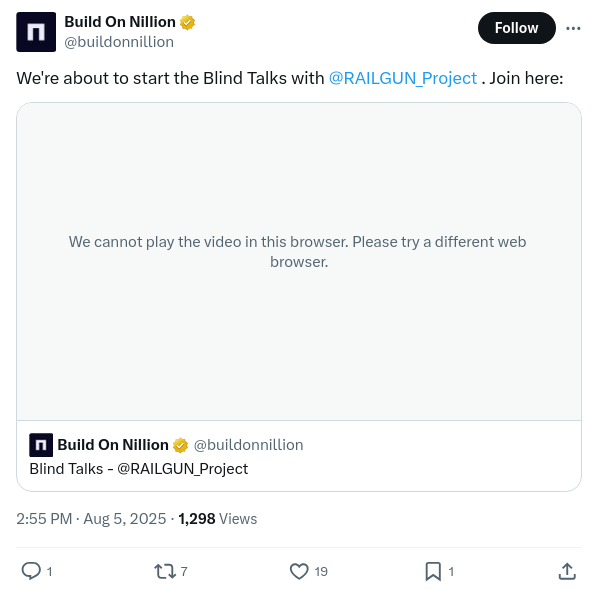 Build On Nillion
@buildonnillion
Follow
We're about to start the Blind Talks with @RAILGUN_Project . Join here:
We cannot play the video in this browser. Please try a different web
browser.
Build On Nillion @buildonnillion
Blind Talks - @RAILGUN_Project
2:55 PM · Aug 5, 2025 · 1,298 Views
1 7 19 1